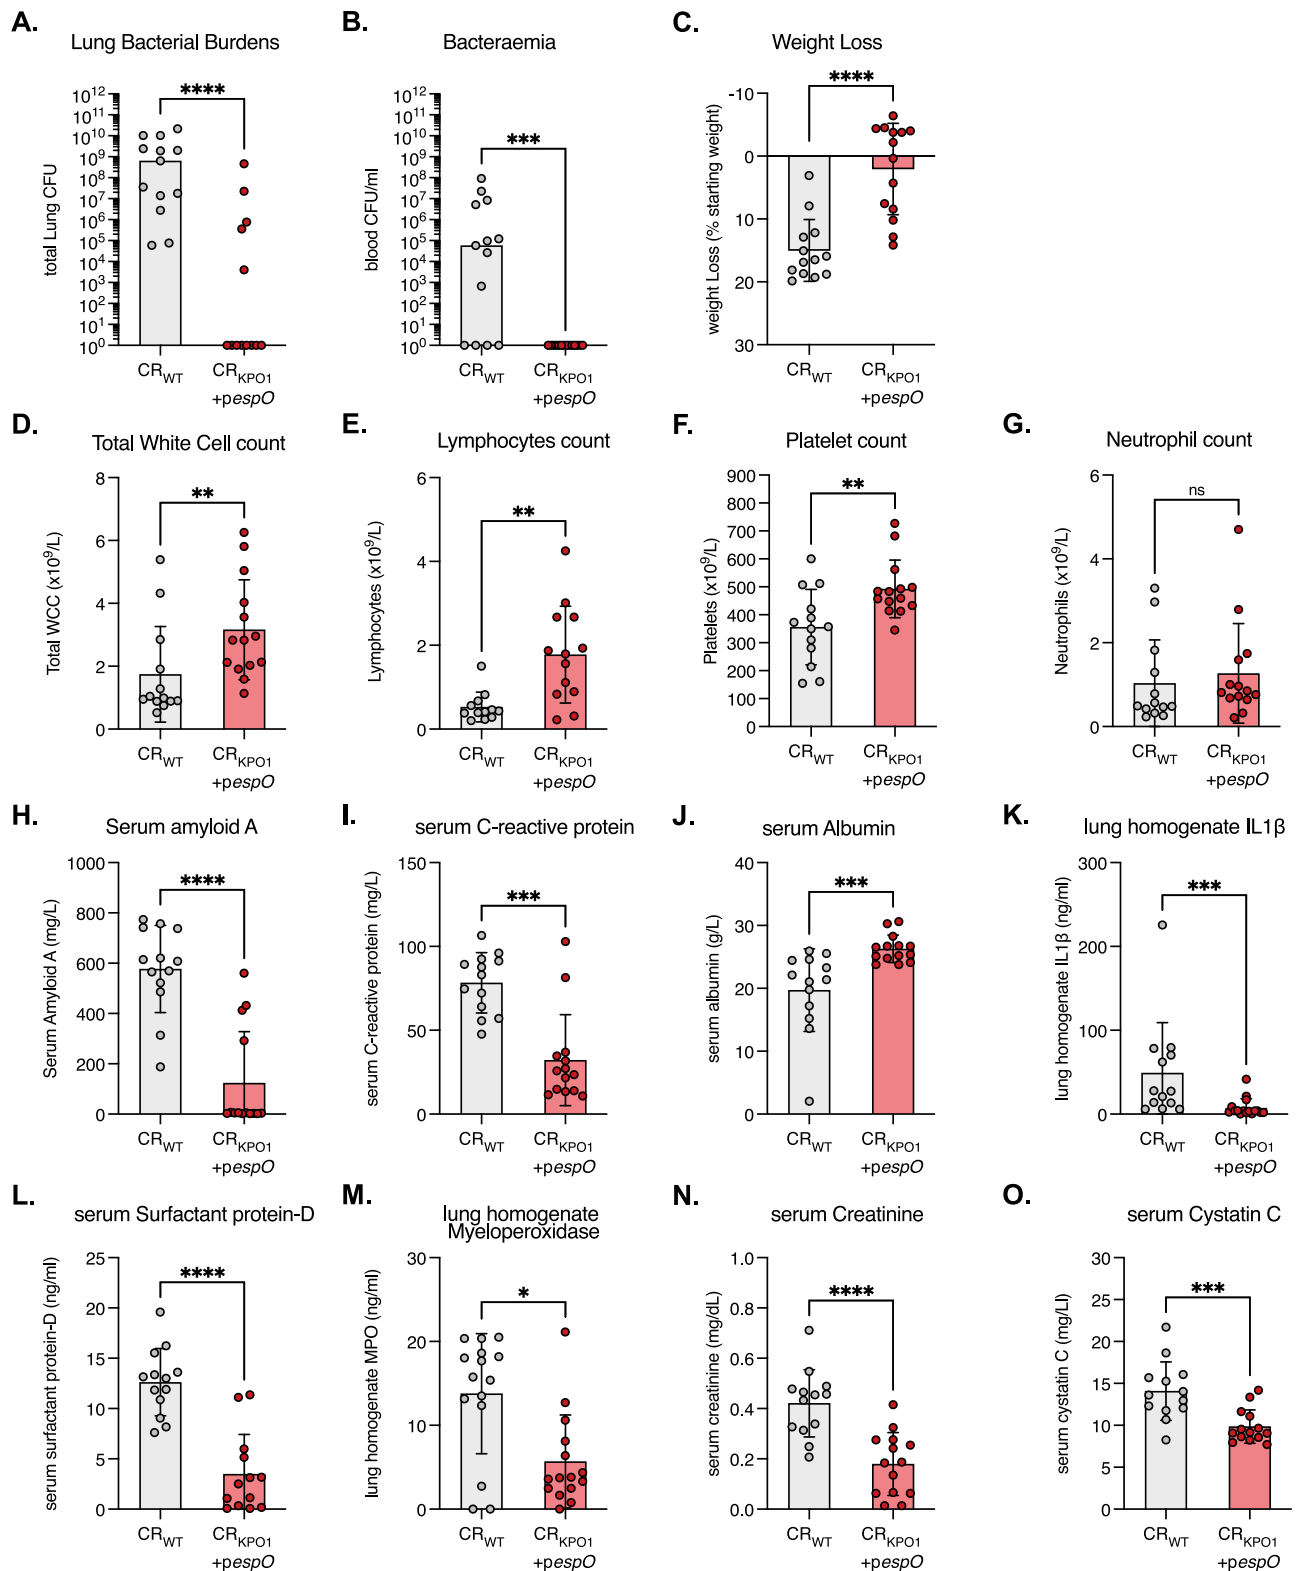 A.
Lung Bacterial Burdens
****
total Lung CFU
10¹²
10¹¹
10¹⁰
10⁹
10⁸
10⁷
10⁶
10⁵
10⁴
10³
10²
10¹
10⁰
CR_WT
CR_KPO1
+pespO
B.
Bacteraemia
***
blood CFU/ml
10¹²
10¹¹
10¹⁰
10⁹
10⁸
10⁷
10⁶
10⁵
10⁴
10³
10²
10¹
10⁰
CR_WT
CR_KPO1
+pespO
C.
Weight Loss
****
weight Loss (% starting weight)
-10
0
10
20
30
CR_WT
CR_KPO1
+pespO
D.
Total White Cell count
**
Total WCC (x10⁹/L)
8
6
4
2
0
CR_WT
CR_KPO1
+pespO
E.
Lymphocytes count
**
Lymphocytes (x10⁹/L)
6
4
2
0
CR_WT
CR_KPO1
+pespO
F.
Platelet count
**
Platelets (x10⁹/L)
900
800
700
600
500
400
300
200
100
0
CR_WT
CR_KPO1
+pespO
G.
Neutrophil count
ns
Neutrophils (x10⁹/L)
6
4
2
0
CR_WT
CR_KPO1
+pespO
H.
Serum amyloid A
****
Serum Amyloid A (mg/L)
1000
800
600
400
200
0
CR_WT
CR_KPO1
+pespO
I.
serum C-reactive protein
***
serum C-reactive protein (mg/L)
150
100
50
0
CR_WT
CR_KPO1
+pespO
J.
serum Albumin
***
serum albumin (g/L)
40
30
20
10
0
CR_WT
CR_KPO1
+pespO
K.
lung homogenate IL1β
***
lung homogenate IL1β (ng/ml)
300
200
100
0
CR_WT
CR_KPO1
+pespO
L.
serum Surfactant protein-D
****
serum surfactant protein-D (ng/ml)
25
20
15
10
5
0
CR_WT
CR_KPO1
+pespO
M.
lung homogenate
Myeloperoxidase
*
lung homogenate MPO (ng/ml)
30
20
10
0
CR_WT
CR_KPO1
+pespO
N.
serum Creatinine
****
serum creatinine (mg/dL)
1.0
0.8
0.6
0.4
0.2
0.0
CR_WT
CR_KPO1
+pespO
O.
serum Cystatin C
***
serum cystatin C (mg/LI)
30
25
20
15
10
5
0
CR_WT
CR_KPO1
+pespO